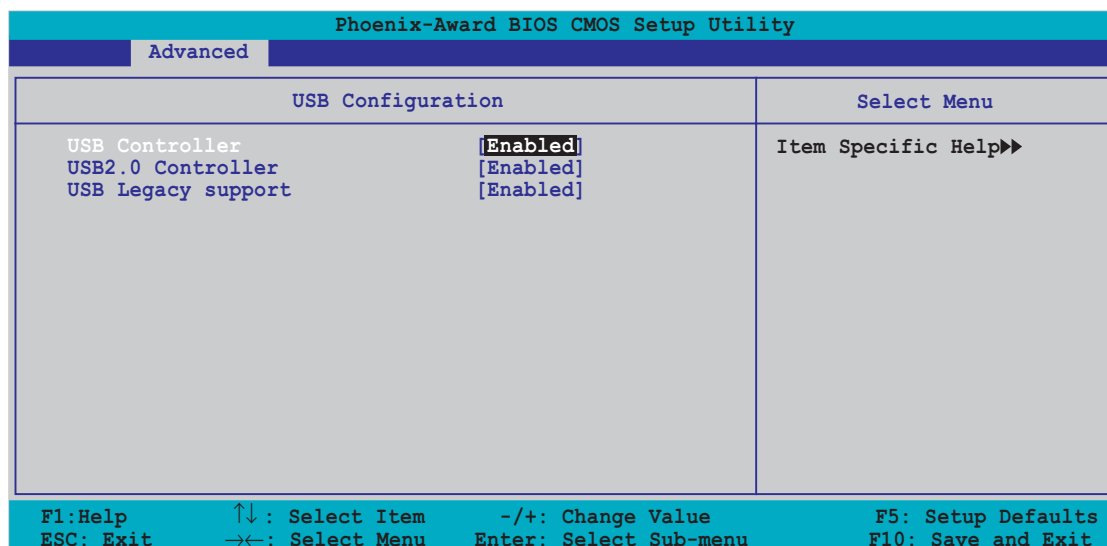 Phoenix-Award BIOS CMOS Setup Utility
Advanced
USB Configuration
Select Menu
USB Controller [Enabled]
USB2.0 Controller [Enabled]
USB Legacy support [Enabled]
Item Specific Help▶▶
F1:Help ↑↓: Select Item -/+: Change Value F5: Setup Defaults
ESC: Exit →←: Select Menu Enter: Select Sub-menu F10: Save and Exit